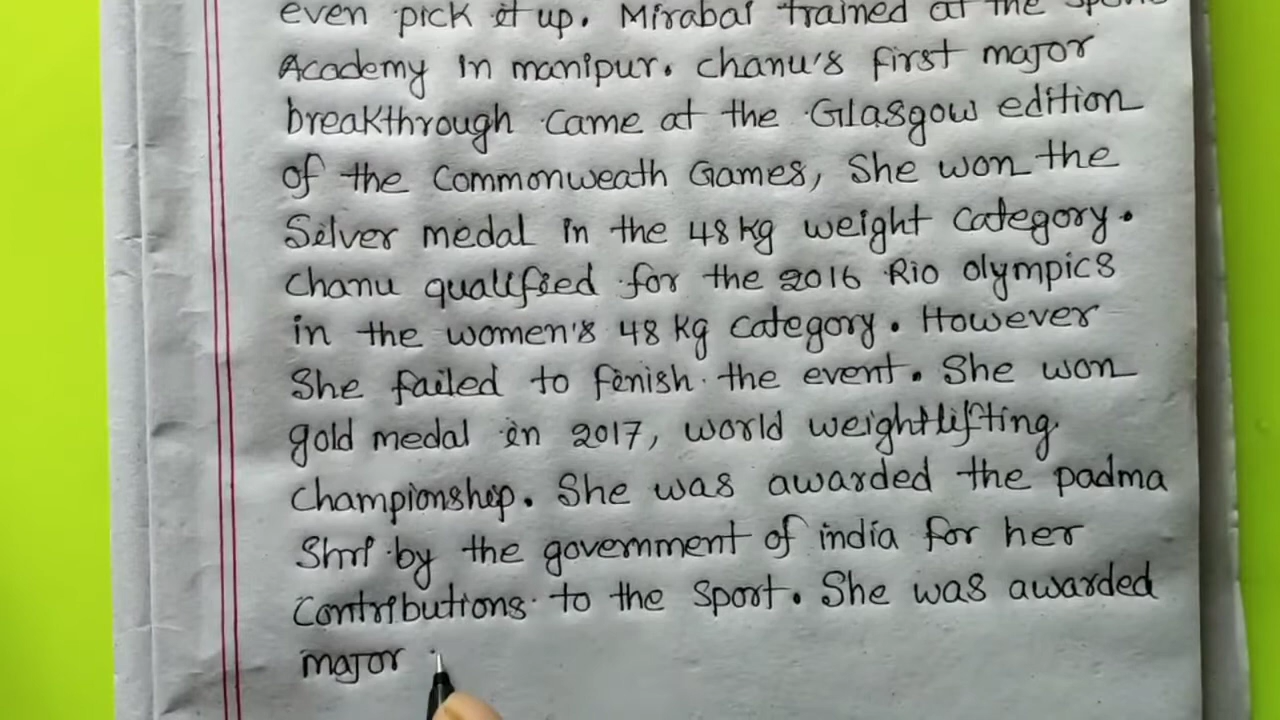 even pick it up. Mirabai trained at the Sports
Academy in manipur. chanu's first major
breakthrough came at the Glasgow edition
of the Commonweath Games, She won the
Silver medal in the 48 kg weight category.
Chanu qualified for the 2016 Rio olympics
in the women's 48 kg category. However
She failed to finish the event. She won
gold medal in 2017, world weightlifting
Championship. She was awarded the padma
Shri by the government of india for her
Contributions to the Sport. She was awarded
major